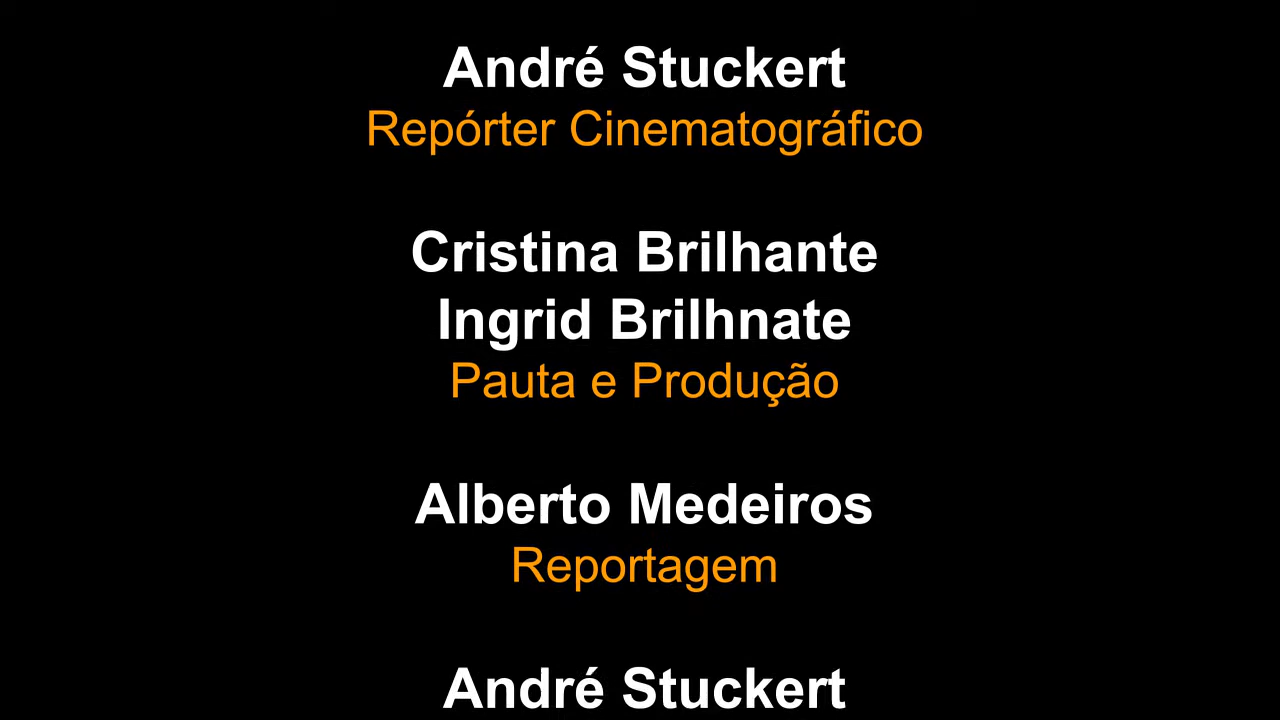 André Stuckert
Repórter Cinematográfico
Cristina Brilhante
Ingrid Brilhnate
Pauta e Produção
Alberto Medeiros
Reportagem
André Stuckert